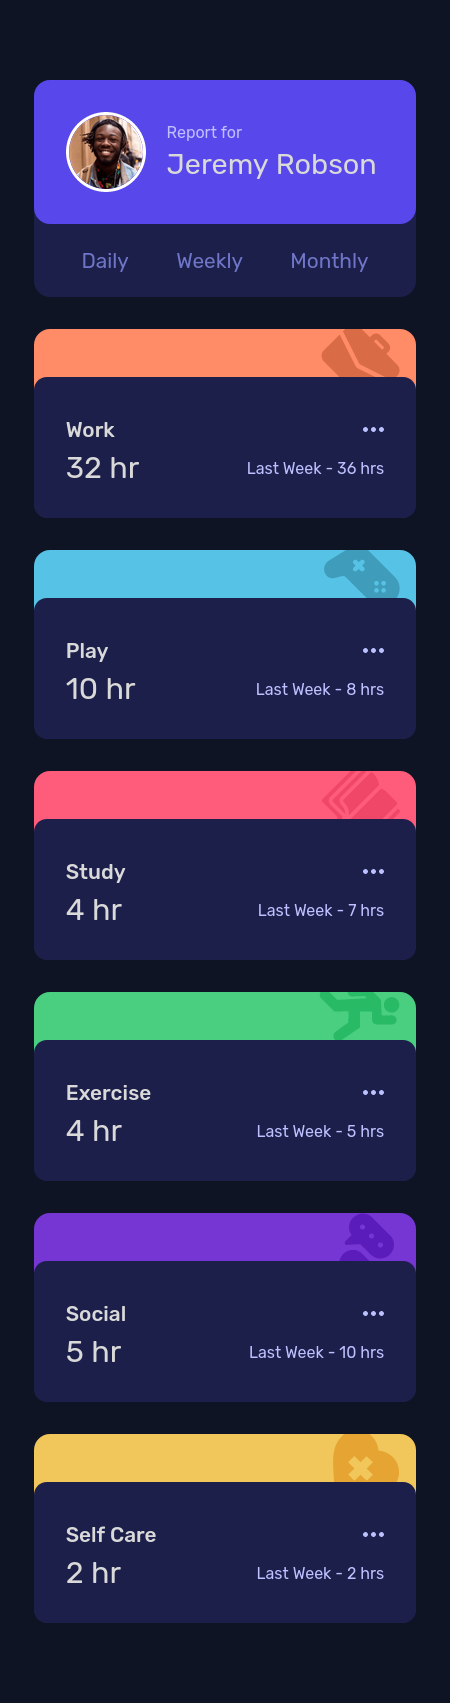 Report for
Jeremy Robson
Daily Weekly Monthly
Work
32 hr Last Week - 36 hrs
Play
10 hr Last Week - 8 hrs
Study
4 hr Last Week - 7 hrs
Exercise
4 hr Last Week - 5 hrs
Social
5 hr Last Week - 10 hrs
Self Care
2 hr Last Week - 2 hrs